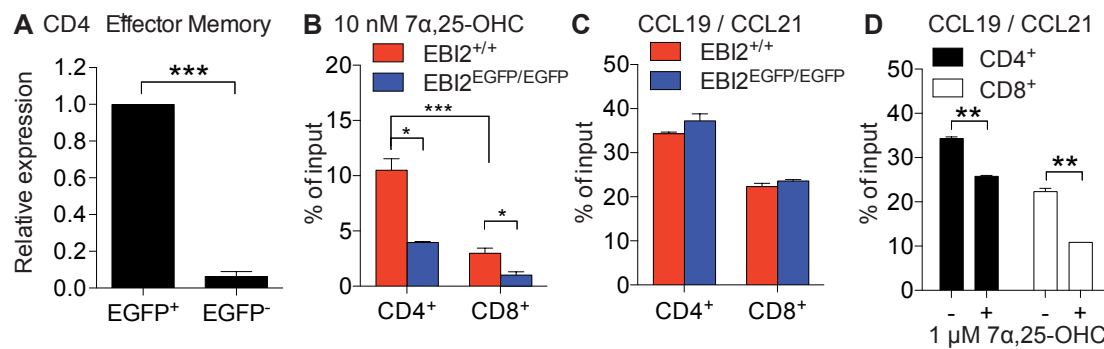 A CD4⁺ Effector Memory
Relative expression
1.2
1.0
0.8
0.6
0.4
0.2
0.0
***
EGFP⁺ EGFP⁻
B 10 nM 7α,25-OHC
EBI2⁺/⁺
EBI2ᴱᴳᶠᴾ/ᴱᴳᶠᴾ
% of input
20
15
10
5
0
***
*
*
CD4⁺ CD8⁺
C CCL19 / CCL21
EBI2⁺/⁺
EBI2ᴱᴳᶠᴾ/ᴱᴳᶠᴾ
% of input
50
40
30
20
10
0
CD4⁺ CD8⁺
D CCL19 / CCL21
CD4⁺
CD8⁺
% of input
50
40
30
20
10
0
**
**
- + - +
1 μM 7α,25-OHC